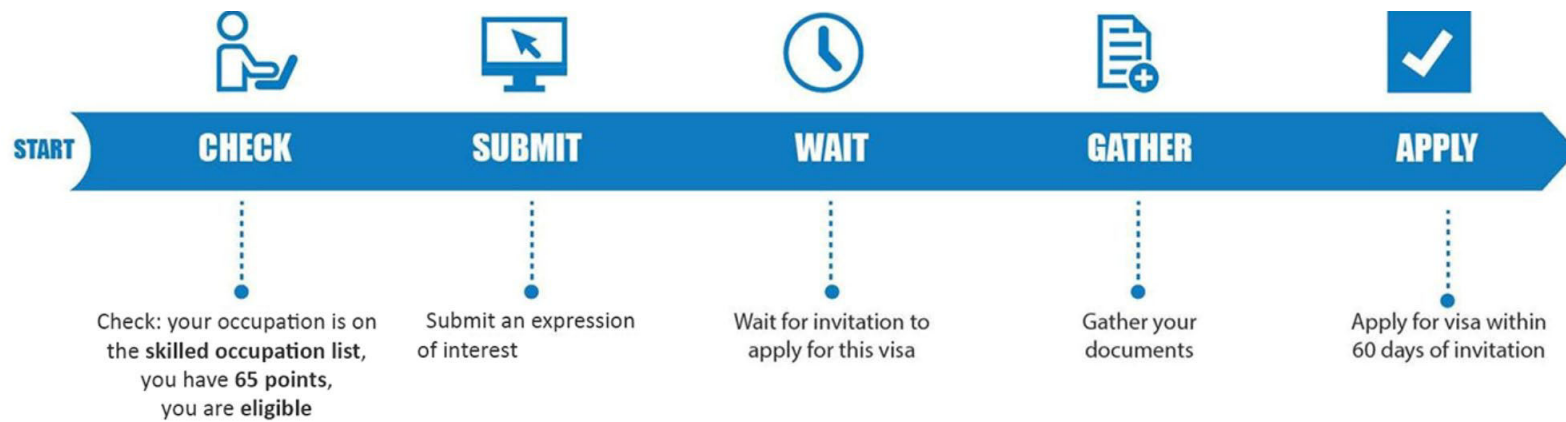 START
CHECK
SUBMIT
WAIT
GATHER
APPLY
Check: your occupation is on
the skilled occupation list,
you have 65 points,
you are eligible
Submit an expression
of interest
Wait for invitation to
apply for this visa
Gather your
documents
Apply for visa within
60 days of invitation